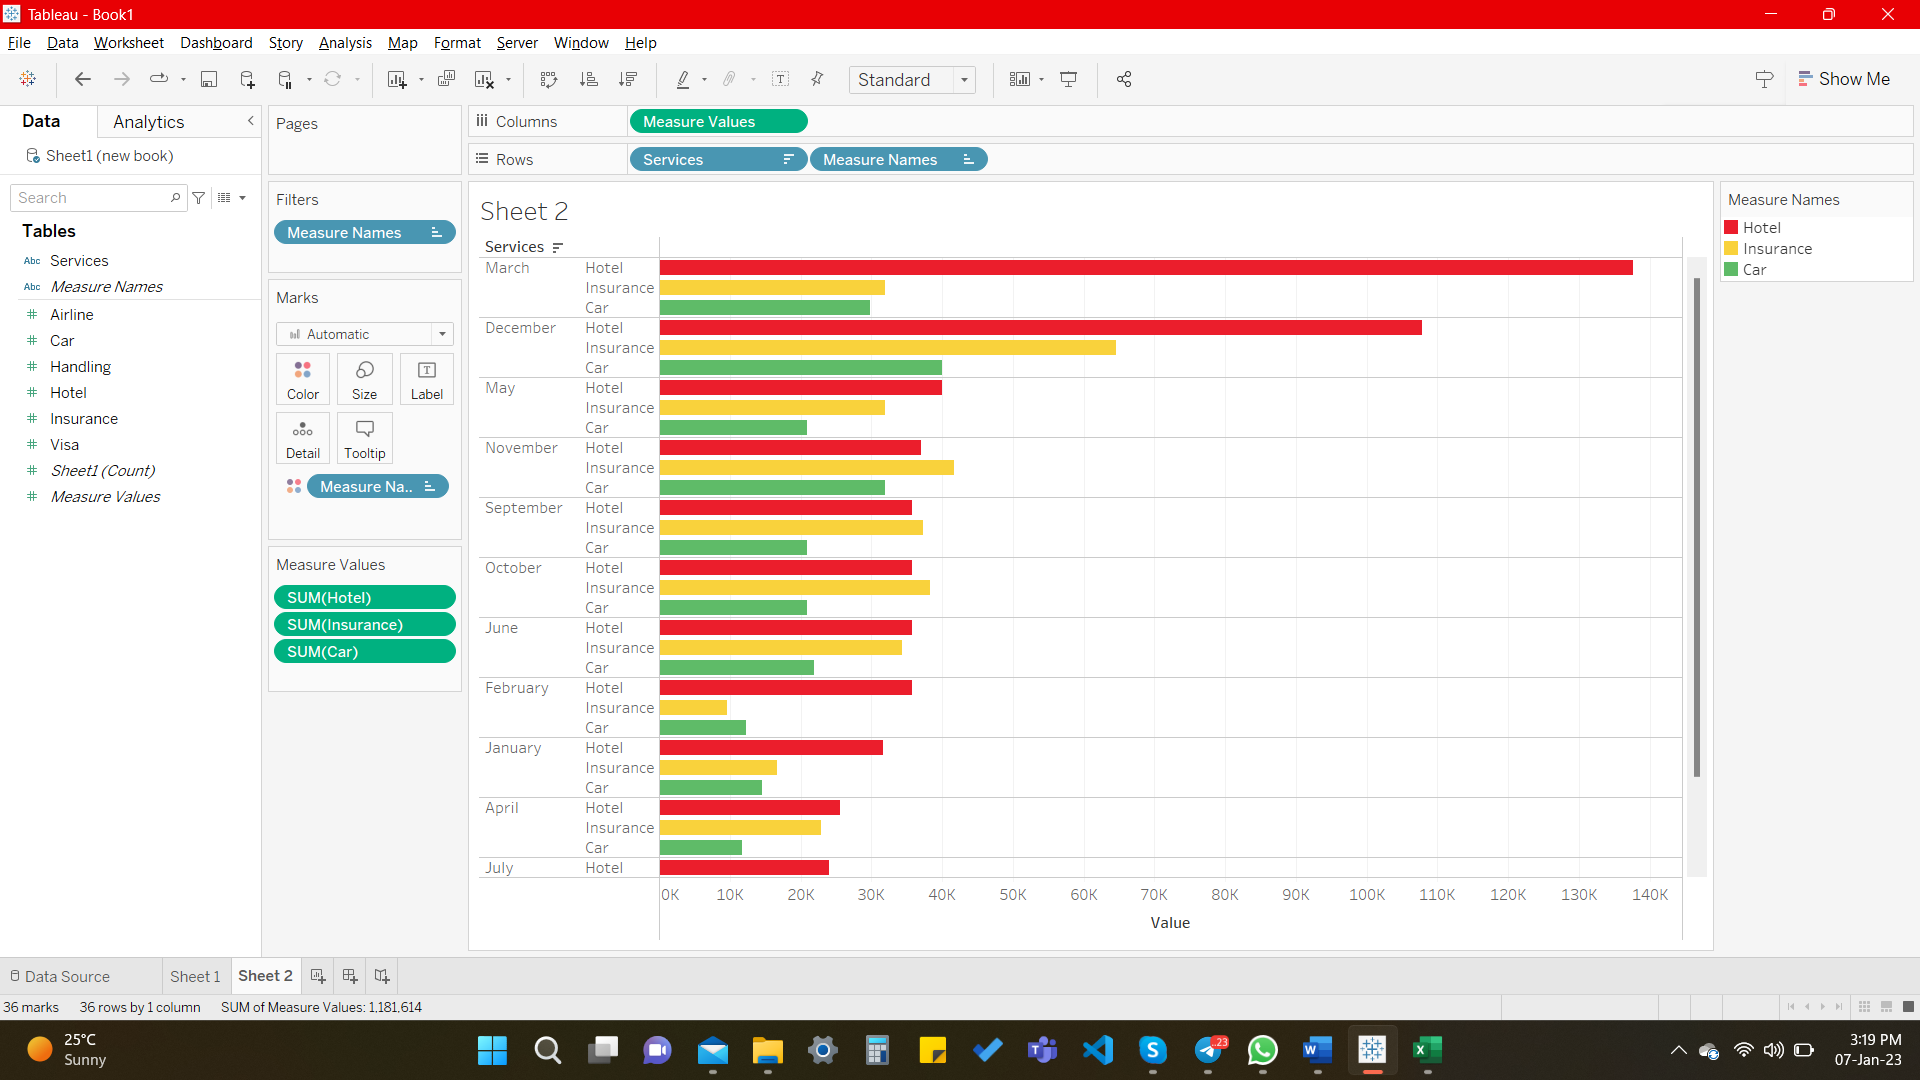 Tableau - Book1
File Data Worksheet Dashboard Story Analysis Map Format Server Window Help
Standard
Show Me
Data Analytics
Sheet1 (new book)
Search
Tables
Abc Services
Abc Measure Names
Airline
Car
Handling
Hotel
Insurance
Visa
Sheet1 (Count)
Measure Values
Pages
Filters
Measure Names
Marks
Automatic
Color Size Label
Detail Tooltip
Measure Na..
Measure Values
SUM(Hotel)
SUM(Insurance)
SUM(Car)
Columns Measure Values
Rows Services Measure Names
Sheet 2
Services
March Hotel
Insurance
Car
December Hotel
Insurance
Car
May Hotel
Insurance
Car
November Hotel
Insurance
Car
September Hotel
Insurance
Car
October Hotel
Insurance
Car
June Hotel
Insurance
Car
February Hotel
Insurance
Car
January Hotel
Insurance
Car
April Hotel
Insurance
Car
July Hotel
0K 10K 20K 30K 40K 50K 60K 70K 80K 90K 100K 110K 120K 130K 140K
Value
Measure Names
Hotel
Insurance
Car
Data Source Sheet 1 Sheet 2
36 marks 36 rows by 1 column SUM of Measure Values: 1,181,614
25°C
Sunny
3:19 PM
07-Jan-23